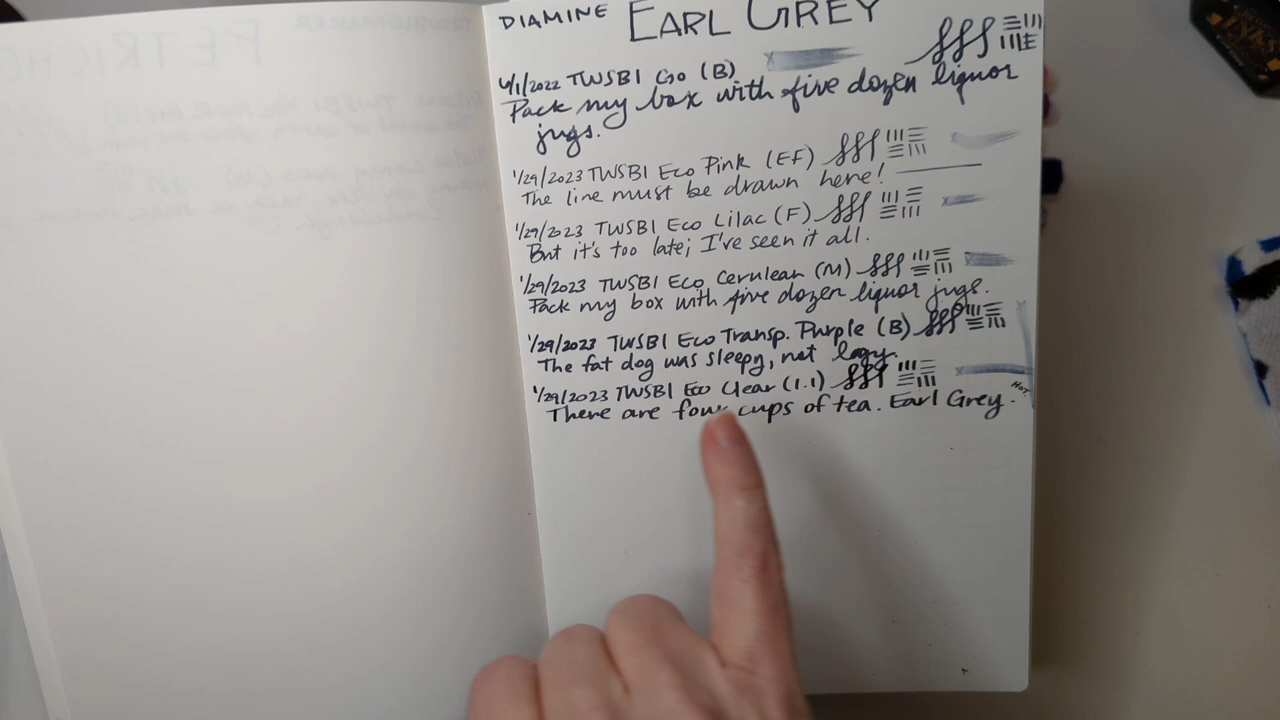 DIAMINE EARL GREY
6/1/2022 TWSBI Go (B)
Pack my box with five dozen liquor
jugs.
1/29/2023 TWSBI Eco Pink (EF)
The line must be drawn here!
1/29/2023 TWSBI Eco Lilac (F)
But it's too late; I've seen it all.
1/29/2023 TWSBI Eco Cerulean (M)
Pack my box with five dozen liquor jugs.
1/29/2023 TWSBI Eco Transp. Purple (B)
The fat dog was sleepy, not lazy.
1/29/2023 TWSBI Eco Clear (1.1)
HOT
There are four cups of tea. Earl Grey.